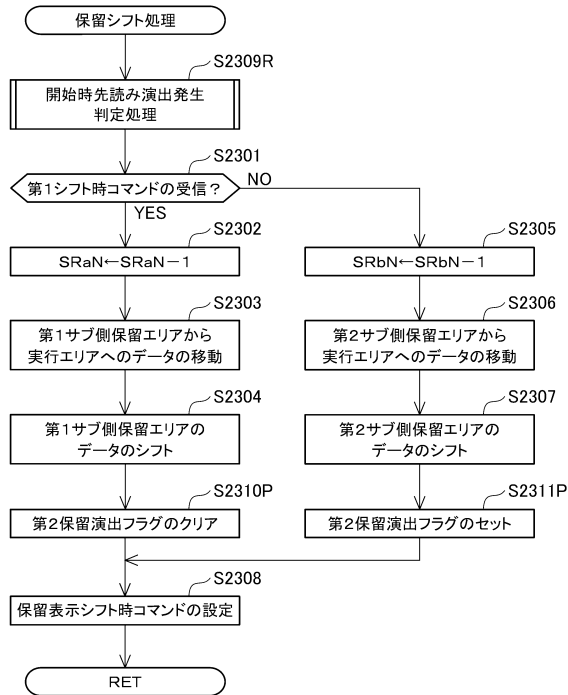 保留シフト処理
S2309R
開始時先読み演出発生
判定処理
S2301
第1シフト時コマンドの受信？
NO
YES
S2302
SRaN←SRaN－1
S2305
SRbN←SRbN－1
S2303
第1サブ側保留エリアから
実行エリアへのデータの移動
S2306
第2サブ側保留エリアから
実行エリアへのデータの移動
S2304
第1サブ側保留エリアの
データのシフト
S2307
第2サブ側保留エリアの
データのシフト
S2310P
第2保留演出フラグのクリア
S2311P
第2保留演出フラグのセット
S2308
保留表示シフト時コマンドの設定
RET